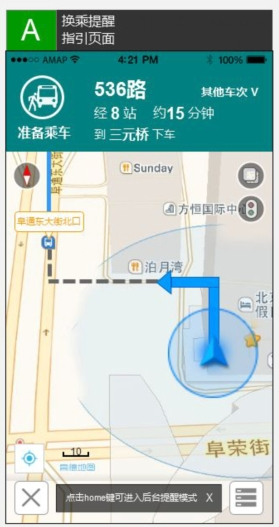 A
换乘提醒
指引页面
AMAP
4:21 PM
100%
536路
其他车次 V
经 8 站 约15 分钟
准备乘车
到 三元桥 下车
Sunday
方恒国际中
阜通东大街北口
泊月湾
北京
假日
阜荣街
10
高德地图
点击home键可进入后台提醒模式 X